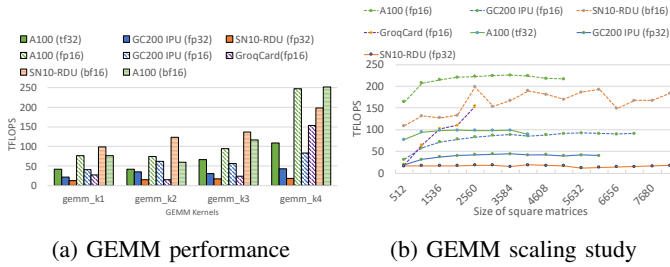 A100 (tf32) GC200 IPU (fp32) SN10-RDU (fp32)
A100 (fp16) GC200 IPU (fp16) GroqCard(fp16)
SN10-RDU (bf16) A100 (bf16)
TFLOPS
250
200
150
100
50
0
gemm_k1 gemm_k2 gemm_k3 gemm_k4
GEMM Kernels
(a) GEMM performance
A100 (fp16) GC200 IPU (fp16) SN10-RDU (bf16)
GroqCard (fp16) A100 (tf32) GC200 IPU (fp32)
SN10-RDU (fp32)
TFLOPS
250
200
150
100
50
0
512 1536 2560 3584 4608 5632 6656 7680
Size of square matrices
(b) GEMM scaling study